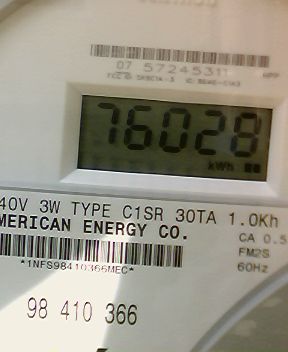 07 57245311
76028
kWh
40V 3W TYPE C1SR 30TA 1.0Kh
MERICAN ENERGY CO.
CA 0.5
FM2S
*1NFS98410366MEC*
60Hz
98 410 366